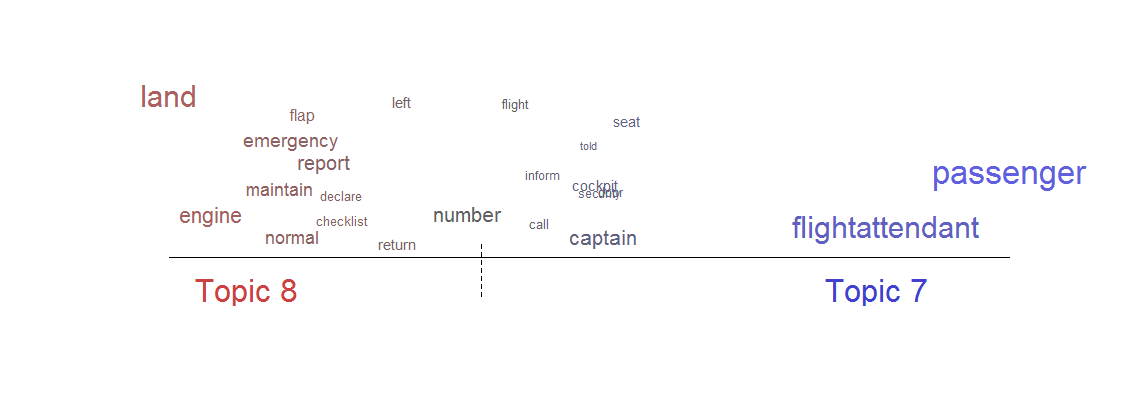 land
left
flight
flap
seat
emergency
told
report
passenger
inform
maintain
cockpit
declare
security
engine
number
checklist
call
flightattendant
normal
captain
return
Topic 8
Topic 7